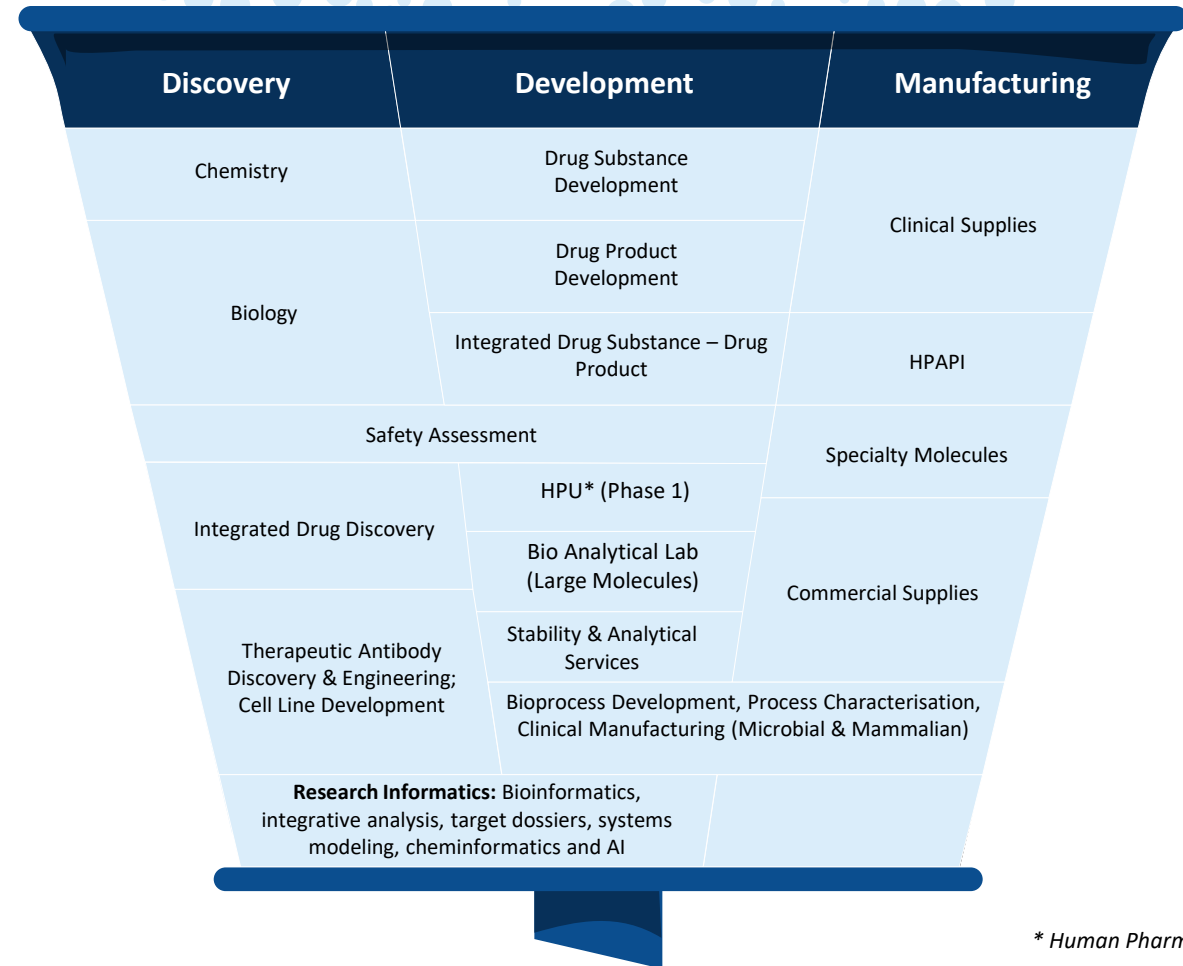 Discovery
Development
Manufacturing
Chemistry
Drug Substance
Development
Clinical Supplies
Biology
Drug Product
Development
Integrated Drug Substance – Drug
Product
HPAPI
Safety Assessment
Specialty Molecules
Integrated Drug Discovery
HPU* (Phase 1)
Bio Analytical Lab
(Large Molecules)
Commercial Supplies
Stability & Analytical
Services
Therapeutic Antibody
Discovery & Engineering;
Cell Line Development
Bioprocess Development, Process Characterisation,
Clinical Manufacturing (Microbial & Mammalian)
Research Informatics: Bioinformatics,
integrative analysis, target dossiers, systems
modeling, cheminformatics and AI
* Human